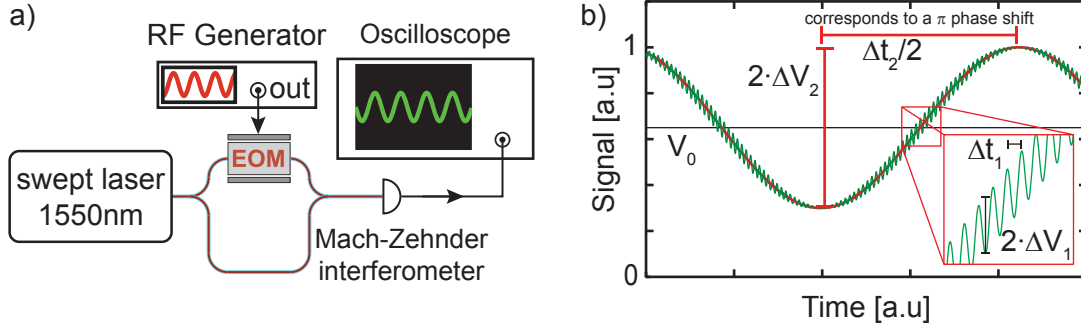 a)
RF Generator
out
EOM
Oscilloscope
swept laser
1550nm
Mach-Zehnder
interferometer
b)
corresponds to a π phase shift
Δt₂/2
2·ΔV₂
V₀
Δt₁
2·ΔV₁
1
0
Signal [a.u]
Time [a.u]